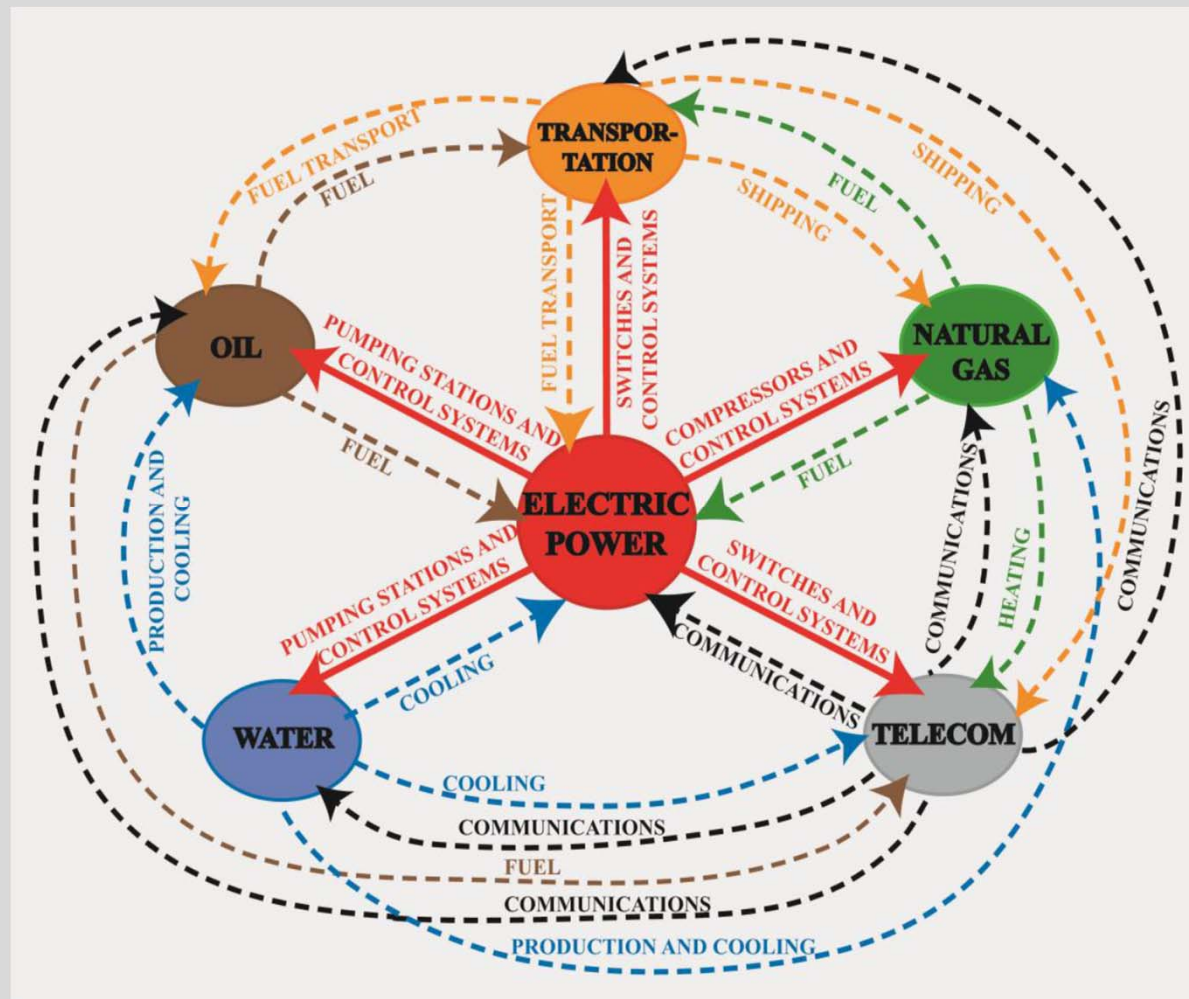 TRANSPOR-
TATION
FUEL TRANSPORT
FUEL
SHIPPING
FUEL
SHIPPING
FUEL TRANSPORT
SWITCHES AND
CONTROL SYSTEMS
OIL
NATURAL
GAS
PUMPING STATIONS AND
CONTROL SYSTEMS
COMPRESSORS AND
CONTROL SYSTEMS
FUEL
FUEL
ELECTRIC
POWER
PRODUCTION AND
COOLING
PUMPING STATIONS AND
CONTROL SYSTEMS
SWITCHES AND
CONTROL SYSTEMS
COMMUNICATIONS
HEATING
COMMUNICATIONS
COOLING
COMMUNICATIONS
WATER
TELECOM
COOLING
COMMUNICATIONS
FUEL
COMMUNICATIONS
PRODUCTION AND COOLING